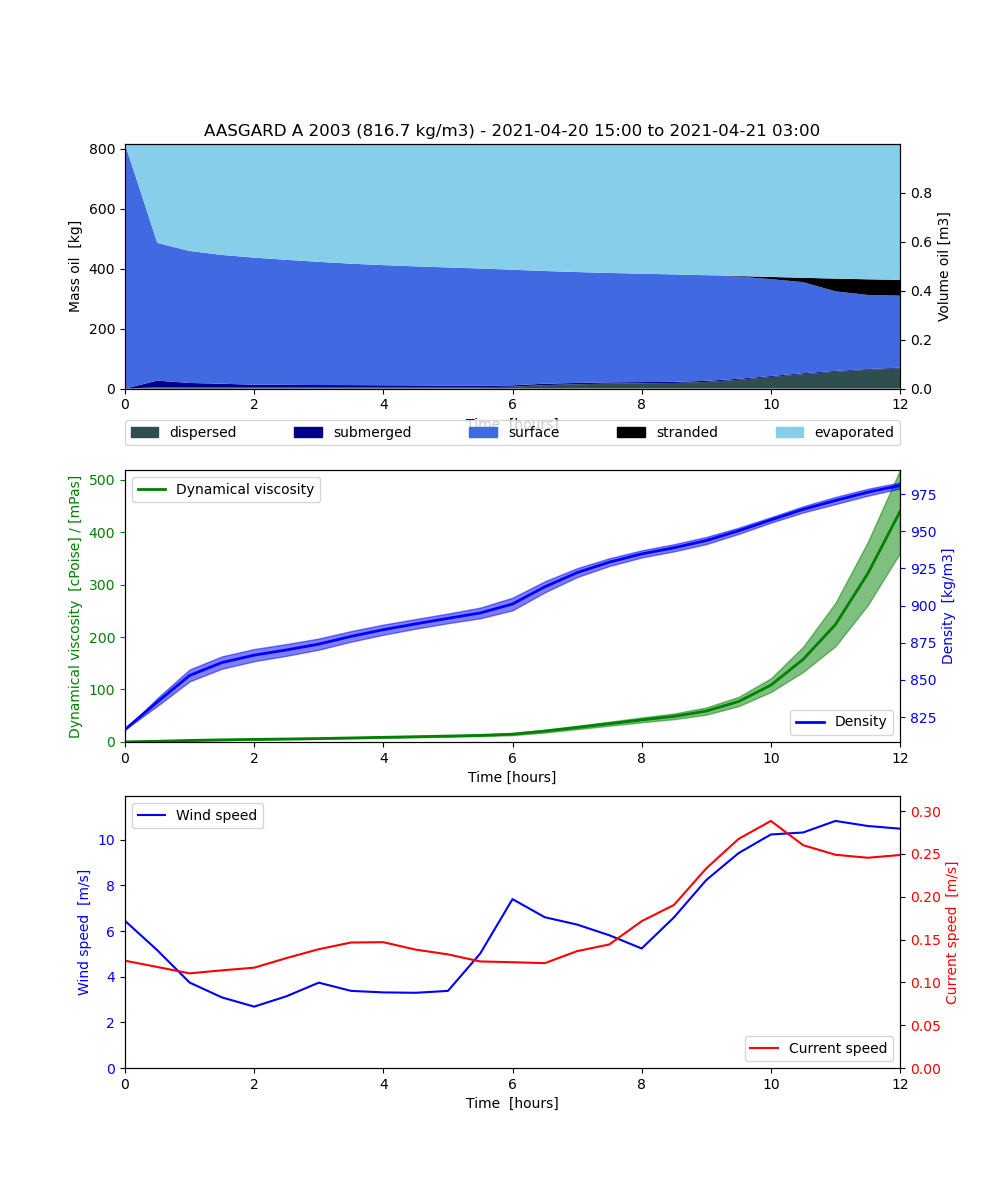 AASGARD A 2003 (816.7 kg/m3) - 2021-04-20 15:00 to 2021-04-21 03:00
800
600
400
200
0
Mass oil [kg]
0.8
0.6
0.4
0.2
0.0
Volume oil [m3]
0 2 4 6 8 10 12
Time [hours]
dispersed submerged surface stranded evaporated
Dynamical viscosity
500
400
300
200
100
0
Dynamical viscosity [cPoise] / [mPas]
975
950
925
900
875
850
825
Density [kg/m3]
Density
0 2 4 6 8 10 12
Time [hours]
Wind speed
10
8
6
4
2
0
Wind speed [m/s]
0.30
0.25
0.20
0.15
0.10
0.05
0.00
Current speed [m/s]
Current speed
0 2 4 6 8 10 12
Time [hours]